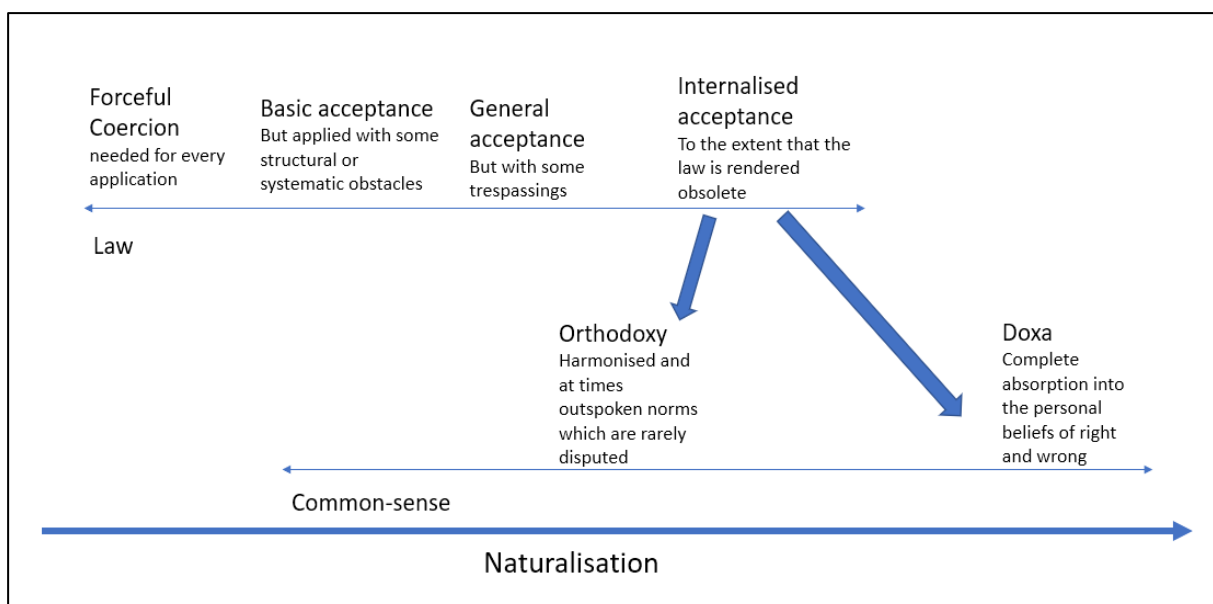 Forceful
Coercion
needed for every
application
Basic acceptance
But applied with some
structural or
systematic obstacles
General
acceptance
But with some
trespassings
Internalised
acceptance
To the extent that the
law is rendered
obsolete
Law
Orthodoxy
Harmonised and
at times
outspoken norms
which are rarely
disputed
Doxa
Complete
absorption into
the personal
beliefs of right
and wrong
Common-sense
Naturalisation